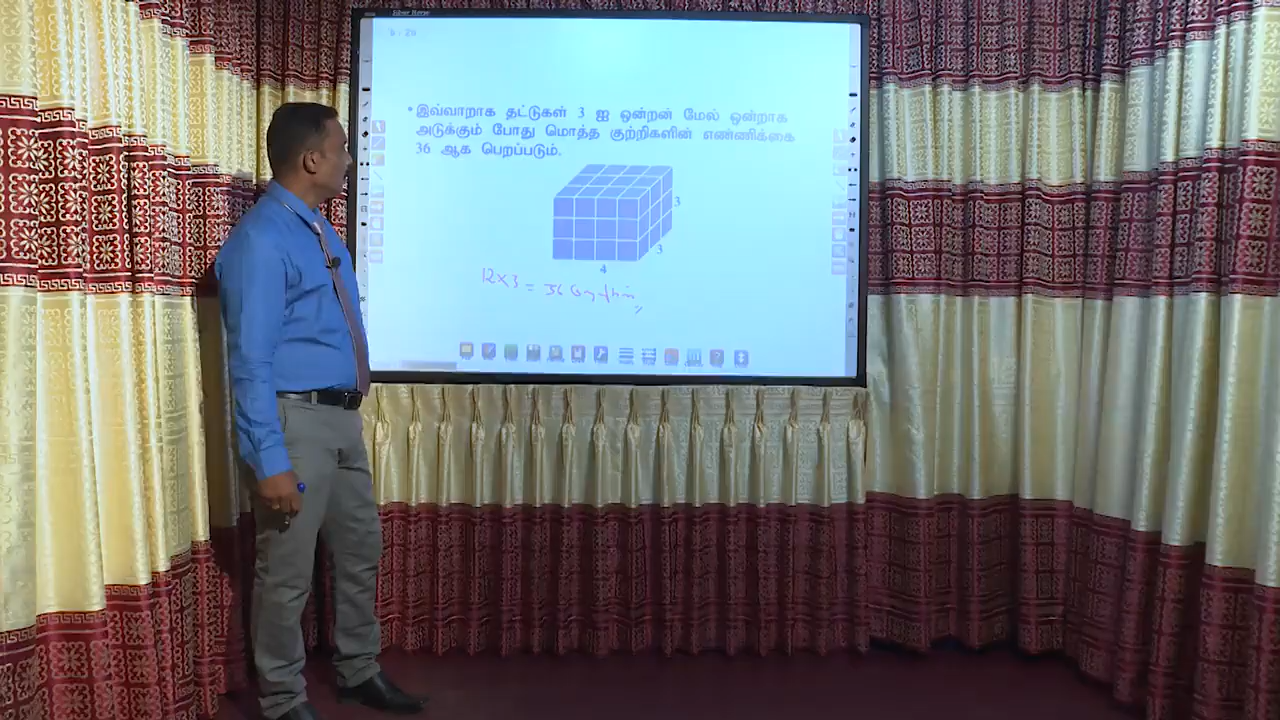 • இவ்வாறாக தட்டுகள் 3 ஐ ஒன்றன் மேல் ஒன்றாக
அடுக்கும் போது மொத்த குற்றிகளின் எண்ணிக்கை
36 ஆக பெறப்படும்.
3
3
4
12 x 3 = 36